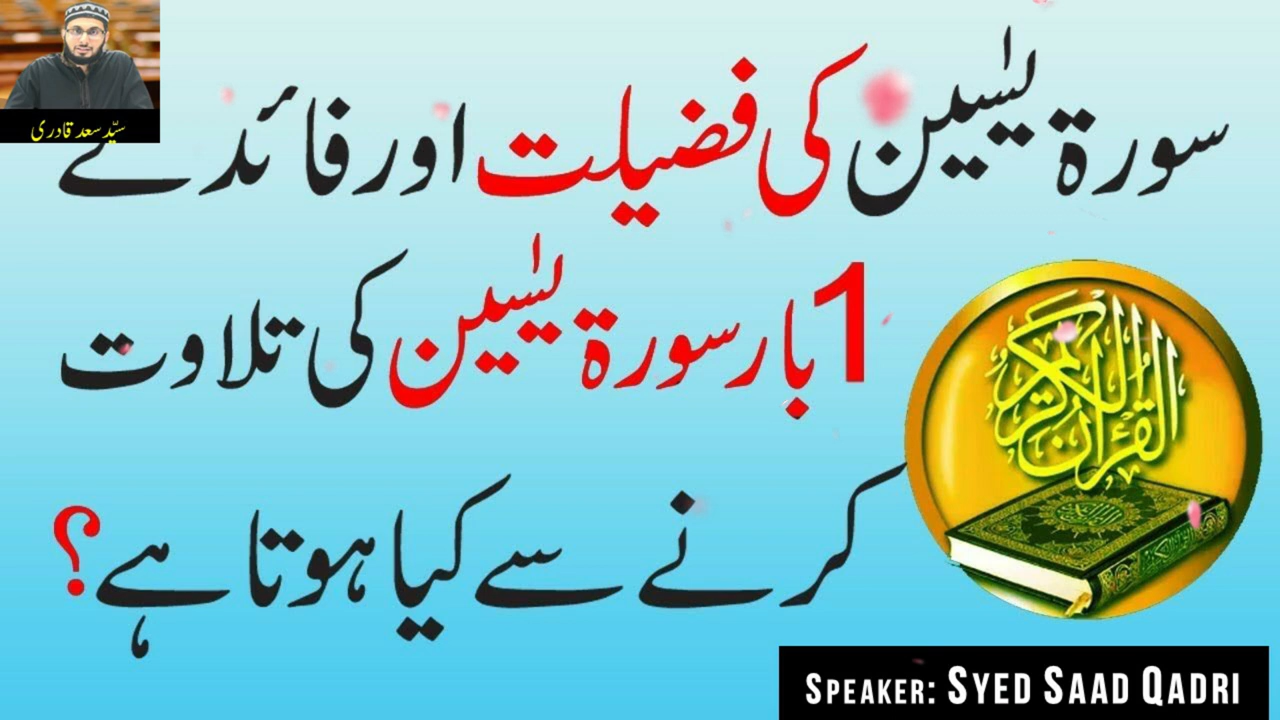 سورۃ یٰسین کی فضیلت اور فائدے
1 بار سورۃ یٰسین کی تلاوت
کرنے سے کیا ہوتا ہے؟
سیّد سعد قادری
القرآن الکریم
SPEAKER: SYED SAAD QADRI